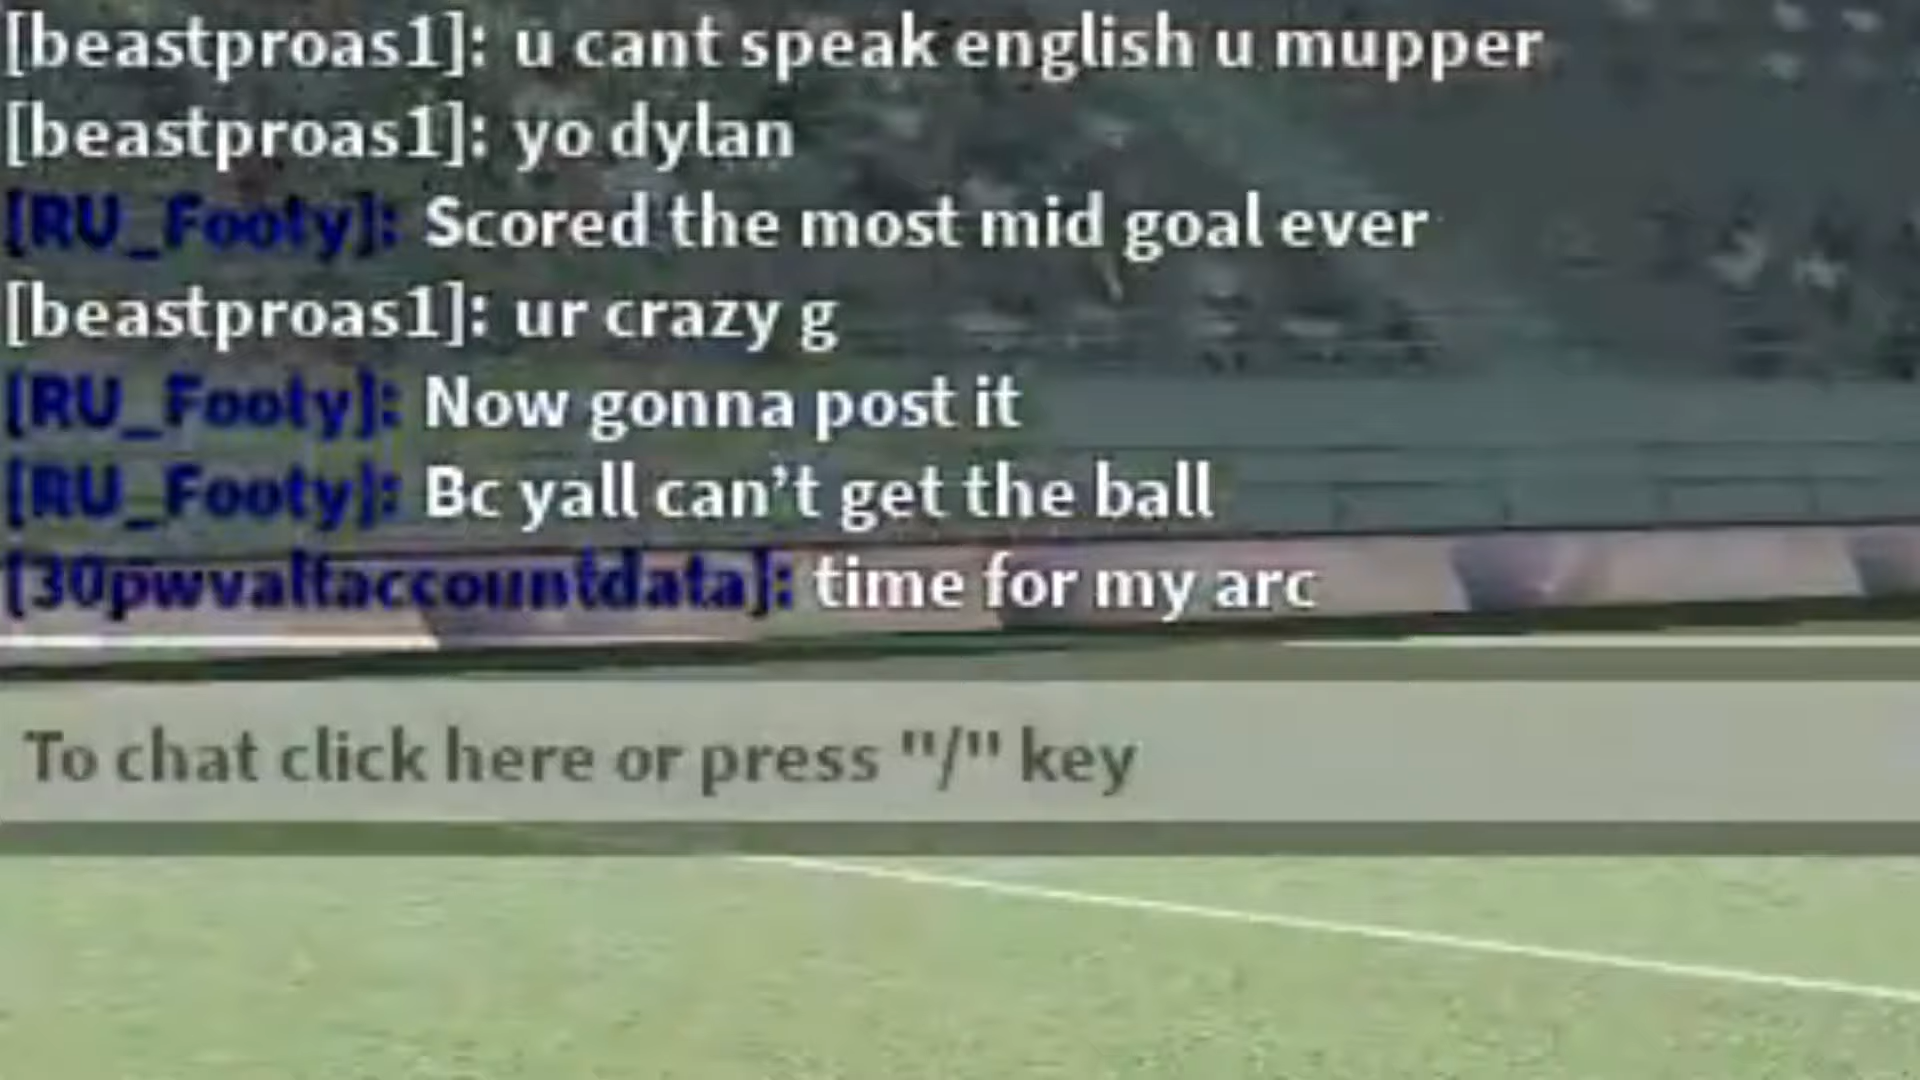 [beastproas1]: u cant speak english u mupper
[beastproas1]: yo dylan
[RU_Footy]: Scored the most mid goal ever
[beastproas1]: ur crazy g
[RU_Footy]: Now gonna post it
[RU_Footy]: Bc yall can’t get the ball
[30pwvaltaccountdata]: time for my arc
To chat click here or press "/" key